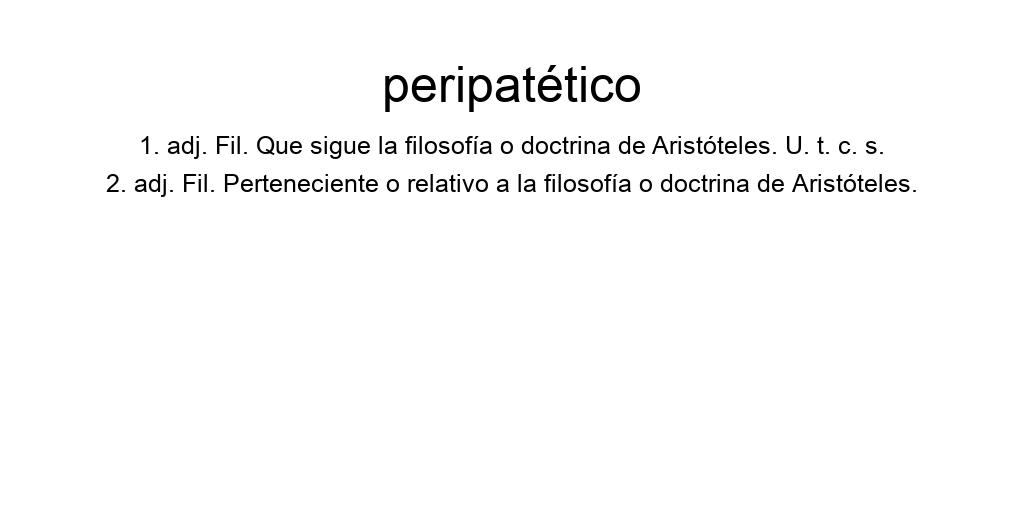 peripatético
1. adj. Fil. Que sigue la filosofía o doctrina de Aristóteles. U. t. c. s.
2. adj. Fil. Perteneciente o relativo a la filosofía o doctrina de Aristóteles.